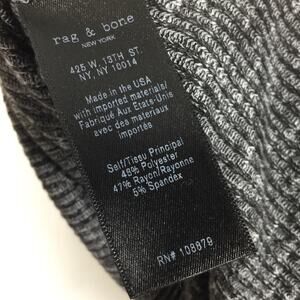 rag & bone
NEW YORK
425 W. 13TH ST.
NY, NY 10014
Made in the USA
with imported materials/
Fabriqué Aux Etats-Unis
avec des materiaux
importés
Self/Tissu Principal
48% Polyester
47% Rayon/Rayonne
5% Spandex
RN# 108879